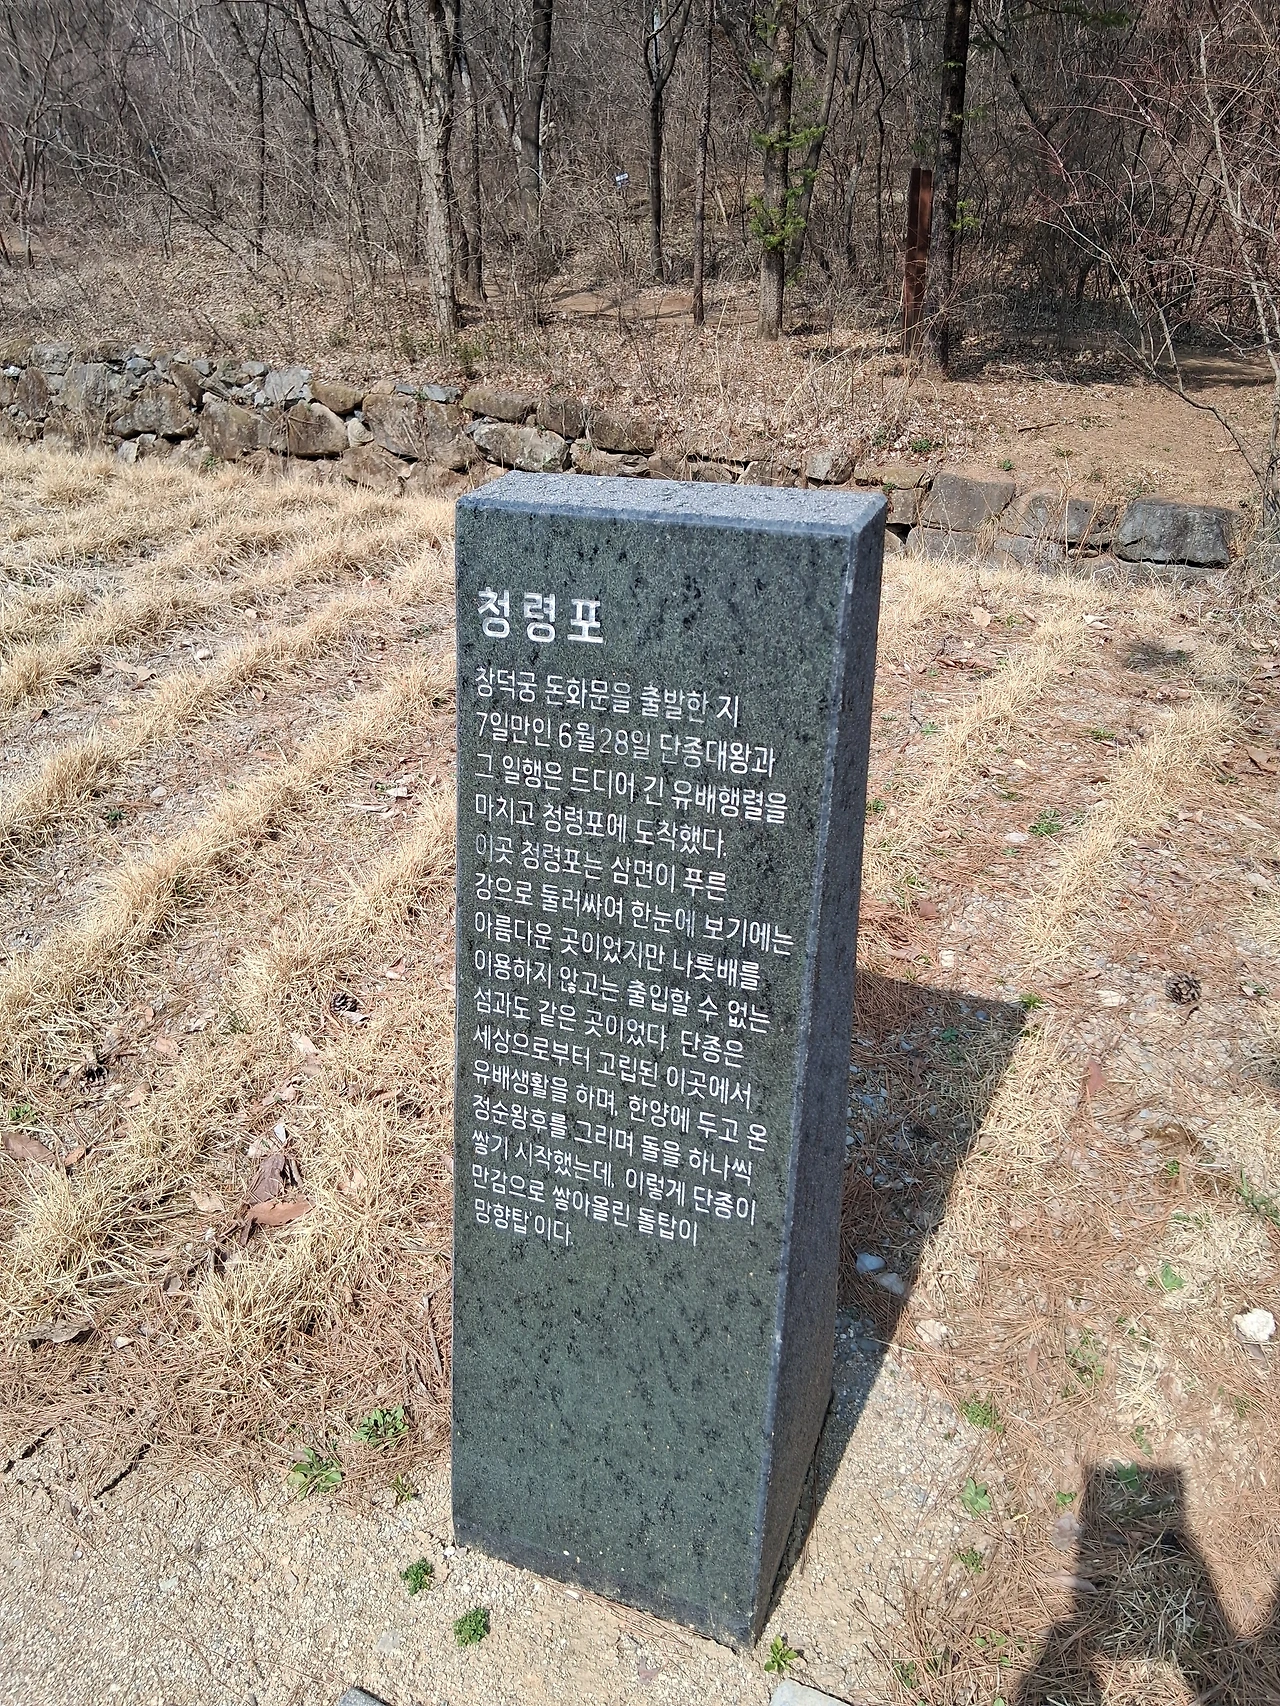 청령포
창덕궁 돈화문을 출발한 지
7일만인 6월 28일 단종대왕과
그 일행은 드디어 긴 유배행렬을
마치고 청령포에 도착했다.
이곳 청령포는 삼면이 푸른
강으로 둘러싸여 한눈에 보기에는
아름다운 곳이었지만 나룻배를
이용하지 않고는 출입할 수 없는
섬과도 같은 곳이었다. 단종은
세상으로부터 고립된 이곳에서
유배생활을 하며, 한양에 두고 온
정순왕후를 그리며 돌을 하나씩
쌓기 시작했는데, 이렇게 단종이
만감으로 쌓아올린 돌탑이
'망향탑'이다.